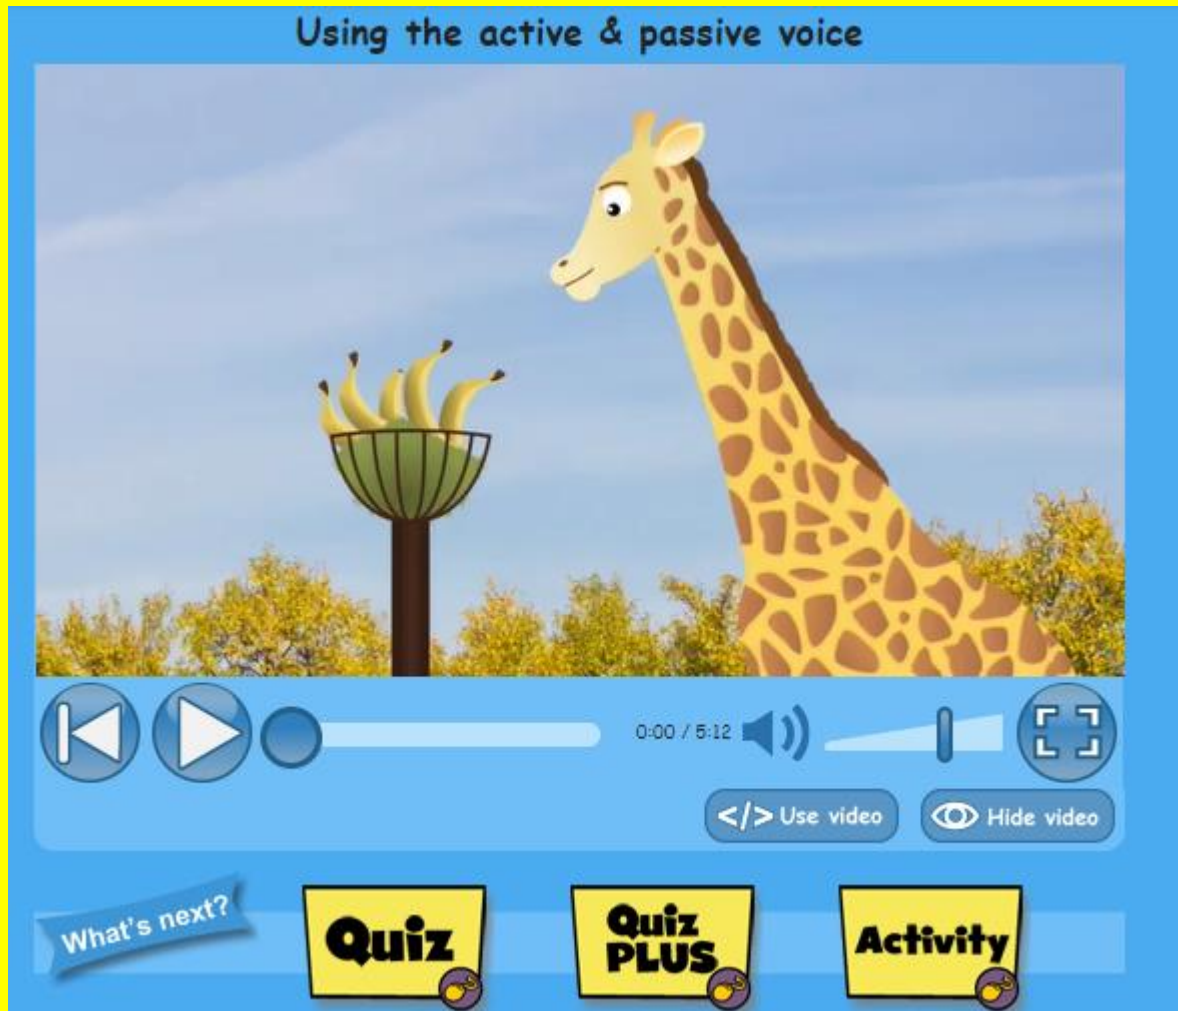 Using the active & passive voice
0:00 / 5:12
</> Use video
Hide video
What's next?
Quiz
Quiz
PLUS
Activity